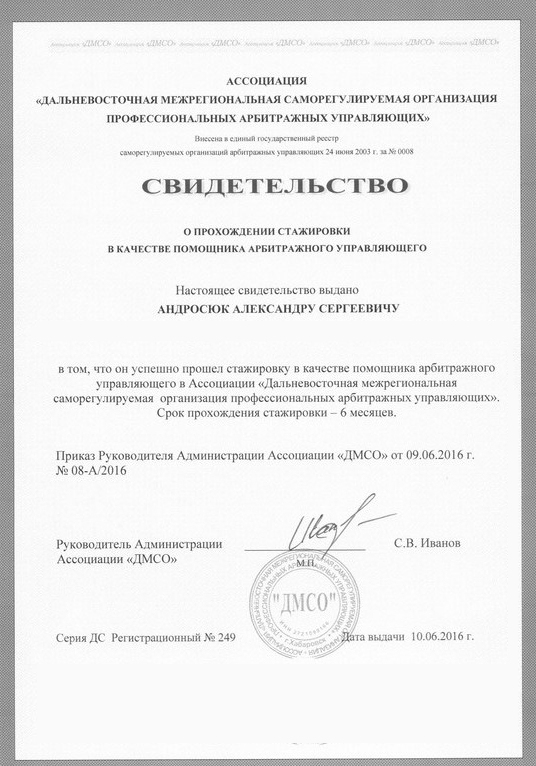 Ассоциация «ДМСО» Ассоциация «ДМСО» Ассоциация «ДМСО» Ассоциация «ДМСО» Ассоциация «ДМСО» Ассоциация «ДМСО» Ассоциация «ДМСО»
АССОЦИАЦИЯ
«ДАЛЬНЕВОСТОЧНАЯ МЕЖРЕГИОНАЛЬНАЯ САМОРЕГУЛИРУЕМАЯ ОРГАНИЗАЦИЯ
ПРОФЕССИОНАЛЬНЫХ АРБИТРАЖНЫХ УПРАВЛЯЮЩИХ»
Внесена в единый государственный реестр
саморегулируемых организаций арбитражных управляющих 24 июня 2003 г. за № 0008
СВИДЕТЕЛЬСТВО
О ПРОХОЖДЕНИИ СТАЖИРОВКИ
В КАЧЕСТВЕ ПОМОЩНИКА АРБИТРАЖНОГО УПРАВЛЯЮЩЕГО
Настоящее свидетельство выдано
АНДРОСЮК АЛЕКСАНДРУ СЕРГЕЕВИЧУ
в том, что он успешно прошел стажировку в качестве помощника арбитражного
управляющего в Ассоциации «Дальневосточная межрегиональная
саморегулируемая организация профессиональных арбитражных управляющих».
Срок прохождения стажировки – 6 месяцев.
Приказ Руководителя Администрации Ассоциации «ДМСО» от 09.06.2016 г.
№ 08-А/2016
Руководитель Администрации
Ассоциации «ДМСО»
С.В. Иванов
М.П.
"ДМСО"
г.Хабаровск
Серия ДС Регистрационный № 249
Дата выдачи 10.06.2016 г.